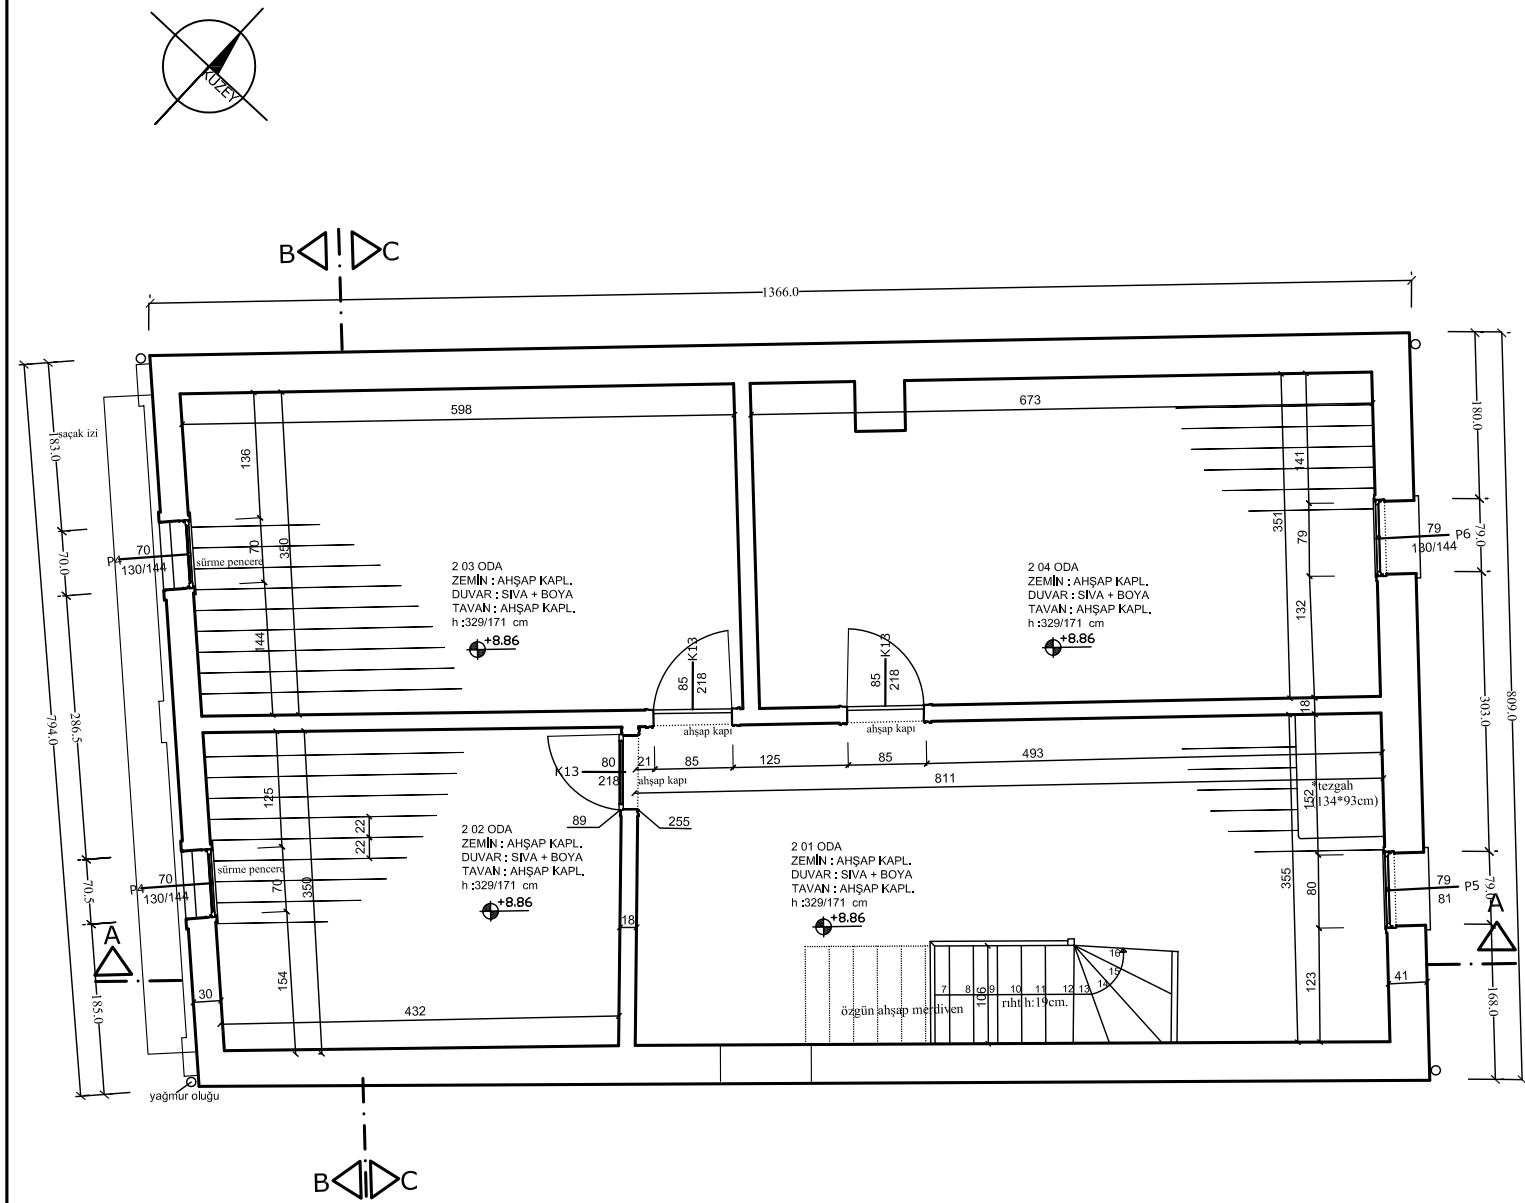 KUZEY
B
C
1366.0
598
673
saçak izi
183.0
136
141
180.0
351
70
350
P4
70
130/144
sürme pencere
70.0
79
79
130/144
P6
79.0
2 03 ODA
ZEMİN : AHŞAP KAPL.
DUVAR : SIVA + BOYA
TAVAN : AHŞAP KAPL.
h :329/171 cm
+8.86
2 04 ODA
ZEMİN : AHŞAP KAPL.
DUVAR : SIVA + BOYA
TAVAN : AHŞAP KAPL.
h :329/171 cm
+8.86
144
132
K13
85
218
K13
85
218
794.0
286.5
303.0
809.0
18
ahşap kapı
ahşap kapı
K13
80
218
21
85
125
85
493
ahşap kapı
811
*tezgah
(134*93cm)
152
125
22
22
89
255
2 02 ODA
ZEMİN : AHŞAP KAPL.
DUVAR : SIVA + BOYA
TAVAN : AHŞAP KAPL.
h :329/171 cm
+8.86
2 01 ODA
ZEMİN : AHŞAP KAPL.
DUVAR : SIVA + BOYA
TAVAN : AHŞAP KAPL.
h :329/171 cm
+8.86
P4
70
130/144
sürme pencere
70
350
70.5
355
80
79
81
P5
79.0
A
A
18
154
123
30
41
432
185.0
168.0
106
özgün ahşap merdiven
7
8
9
10
11
12
13
14
15
16
rıht h:19cm.
yağmur oluğu
B
C